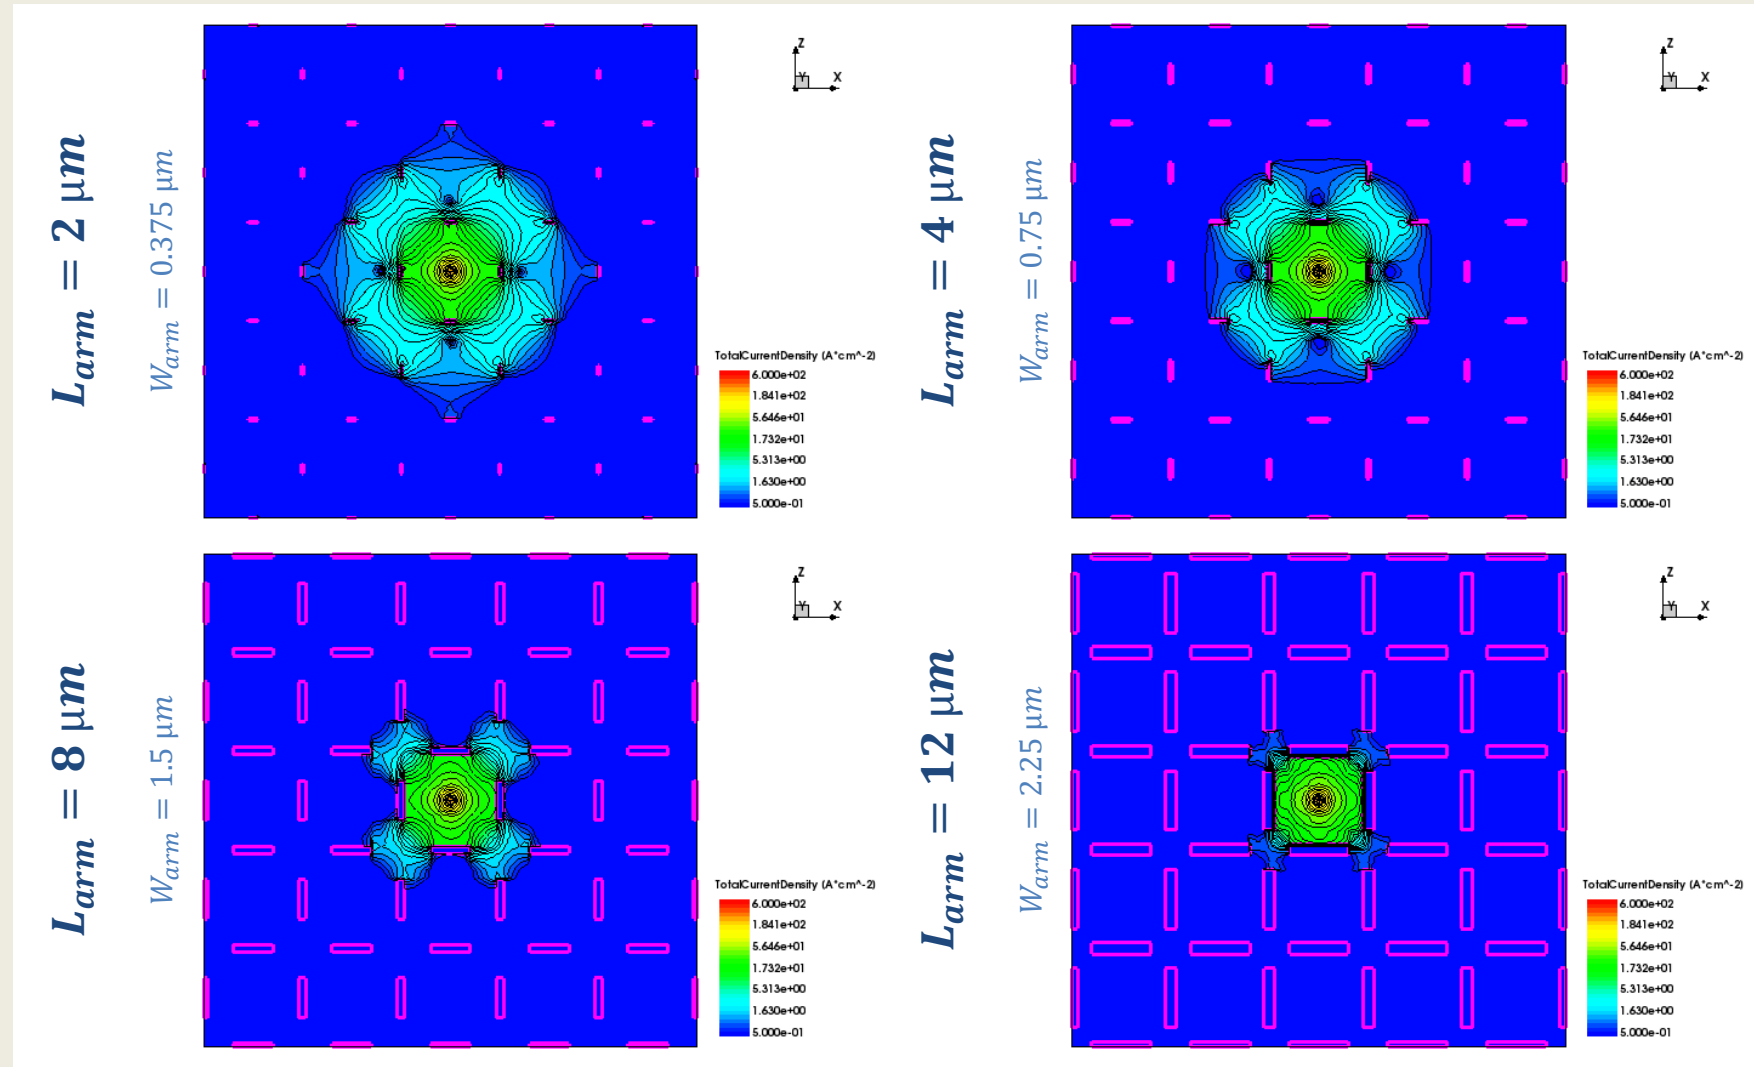 L_arm = 2 μm
W_arm = 0.375 μm
Z
Y
X
TotalCurrentDensity (A*cm^-2)
6.000e+02
1.841e+02
5.646e+01
1.732e+01
5.313e+00
1.630e+00
5.000e-01
L_arm = 4 μm
W_arm = 0.75 μm
Z
Y
X
TotalCurrentDensity (A*cm^-2)
6.000e+02
1.841e+02
5.646e+01
1.732e+01
5.313e+00
1.630e+00
5.000e-01
L_arm = 8 μm
W_arm = 1.5 μm
Z
Y
X
TotalCurrentDensity (A*cm^-2)
6.000e+02
1.841e+02
5.646e+01
1.732e+01
5.313e+00
1.630e+00
5.000e-01
L_arm = 12 μm
W_arm = 2.25 μm
Z
Y
X
TotalCurrentDensity (A*cm^-2)
6.000e+02
1.841e+02
5.646e+01
1.732e+01
5.313e+00
1.630e+00
5.000e-01